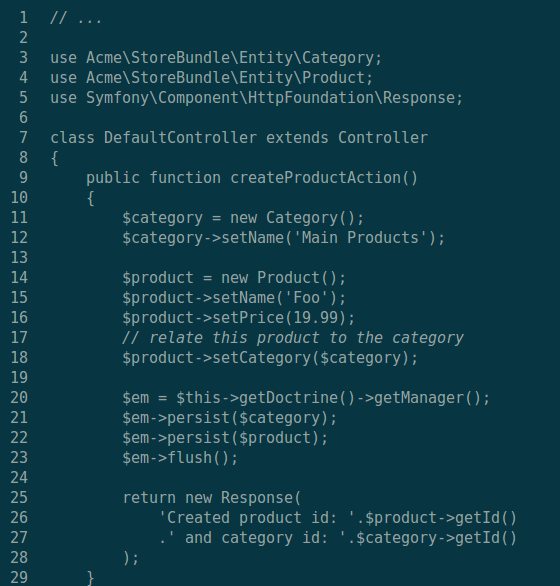 1 // ...
2
3 use Acme\StoreBundle\Entity\Category;
4 use Acme\StoreBundle\Entity\Product;
5 use Symfony\Component\HttpFoundation\Response;
6
7 class DefaultController extends Controller
8 {
9     public function createProductAction()
10     {
11         $category = new Category();
12         $category->setName('Main Products');
13
14         $product = new Product();
15         $product->setName('Foo');
16         $product->setPrice(19.99);
17         // relate this product to the category
18         $product->setCategory($category);
19
20         $em = $this->getDoctrine()->getManager();
21         $em->persist($category);
22         $em->persist($product);
23         $em->flush();
24
25         return new Response(
26             'Created product id: '.$product->getId()
27             .' and category id: '.$category->getId()
28         );
29     }